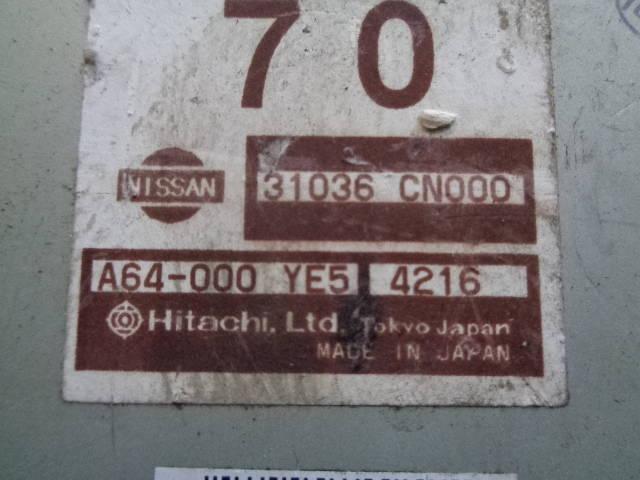 70
NISSAN 31036 CN000
A64-000 YE5 4216
Hitachi, Ltd. Tokyo Japan
MADE IN JAPAN